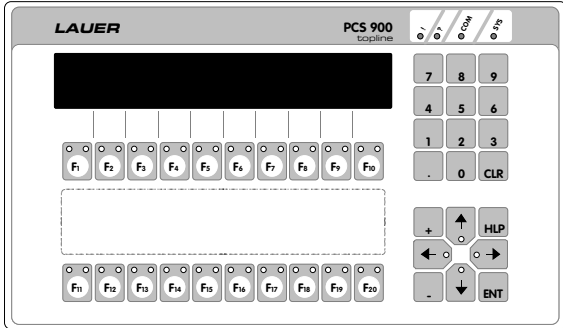 LAUER PCS 900 ! ? COM SYS
topline
7 8 9
4 5 6
1 2 3
F1 F2 F3 F4 F5 F6 F7 F8 F9 F10 . 0 CLR
+ HLP
F11 F12 F13 F14 F15 F16 F17 F18 F19 F20 - ENT